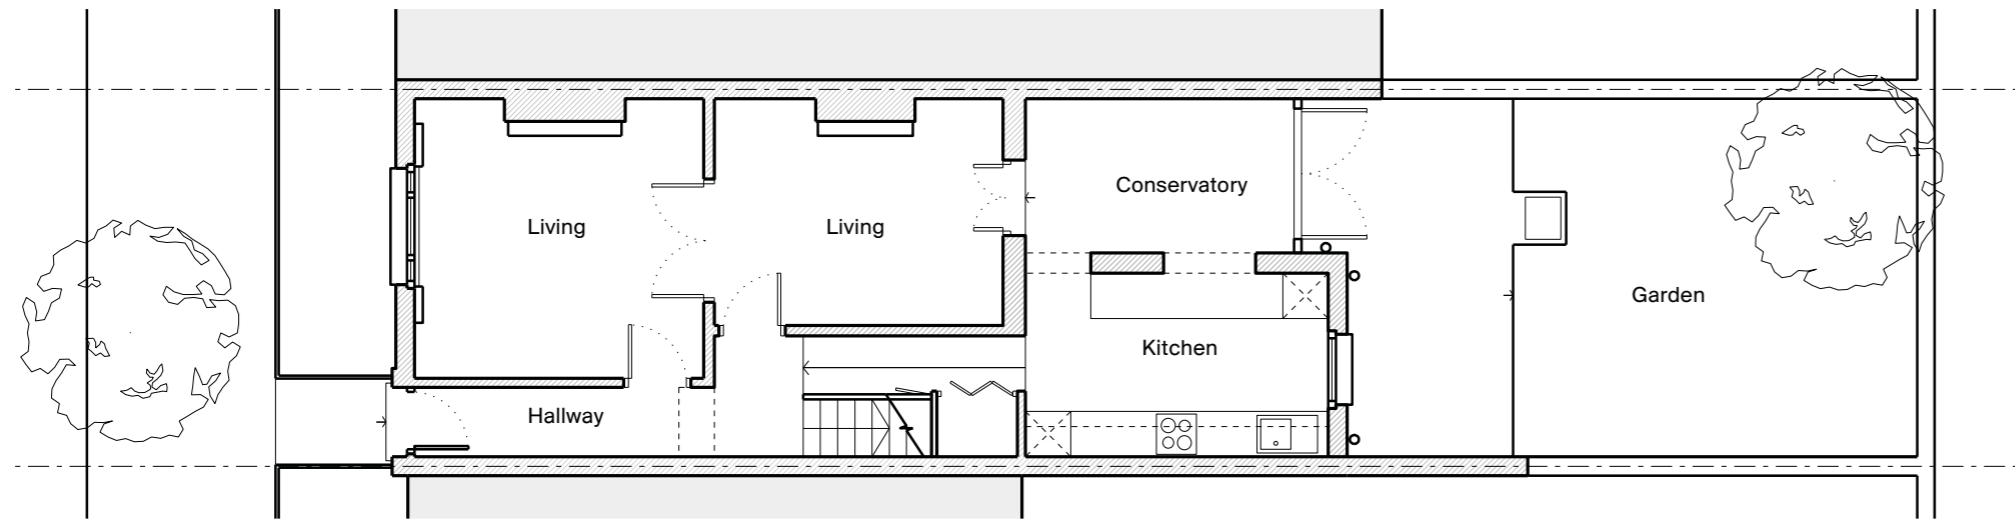 Conservatory
Living
Living
Garden
Kitchen
Hallway